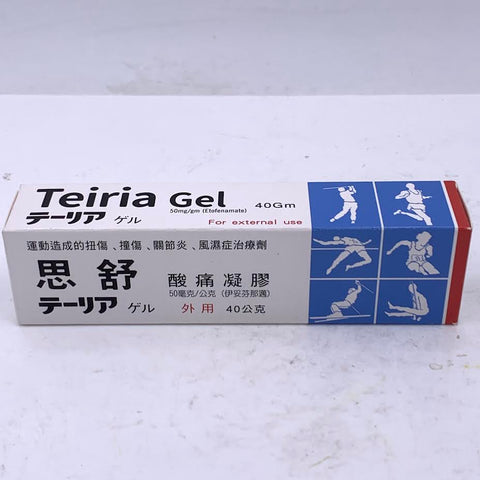 Teiria Gel 40Gm
50mg/gm (Etofenamate)
テーリア ゲル For external use
運動造成的扭傷、撞傷、關節炎、風濕症治療劑
思舒 酸痛凝膠
50毫克/公克 (伊妥芬那邁)
テーリア ゲル 外用 40公克